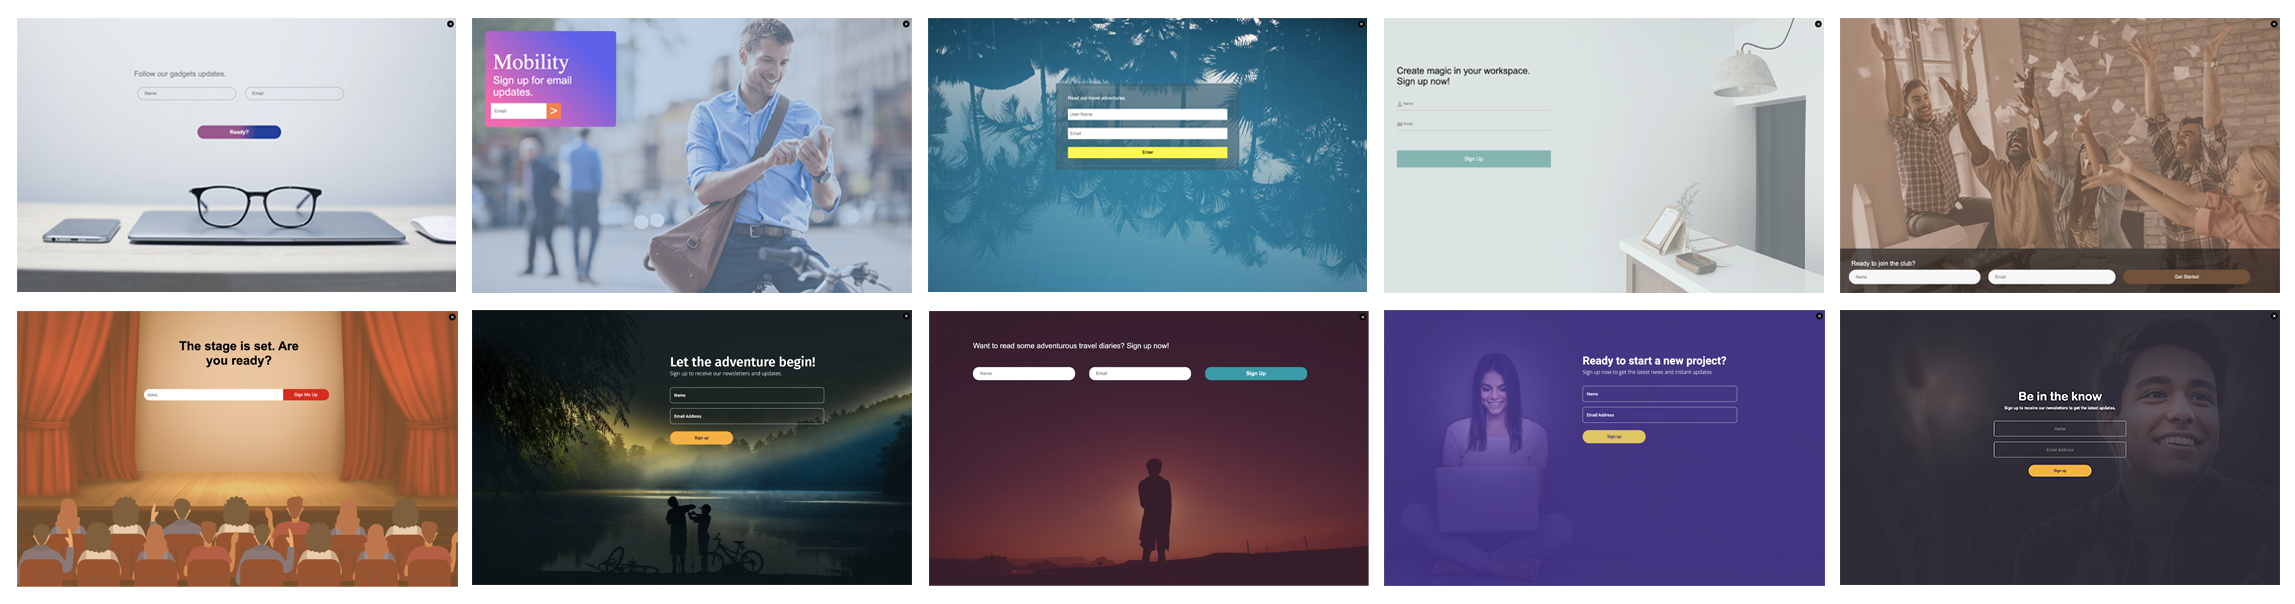 Follow our gadgets updates.
Name
Email
Ready?
Mobility
Sign up for email
updates.
Email
>
Read our travel adventures
User Name
Email
Enter
Create magic in your workspace.
Sign up now!
Name
Email
Sign Up
Ready to join the club?
Name
Email
Get Started
The stage is set. Are
you ready?
EMAIL
Sign Me Up
Let the adventure begin!
Sign up to receive our newsletters and updates.
Name
Email Address
Sign up
Want to read some adventurous travel diaries? Sign up now!
Name
Email
Sign Up
Ready to start a new project?
Sign up now to get the latest news and instant updates.
Name
Email Address
Sign up
Be in the know
Sign up to receive our newsletters to get the latest updates.
Name
Email Address
Sign up